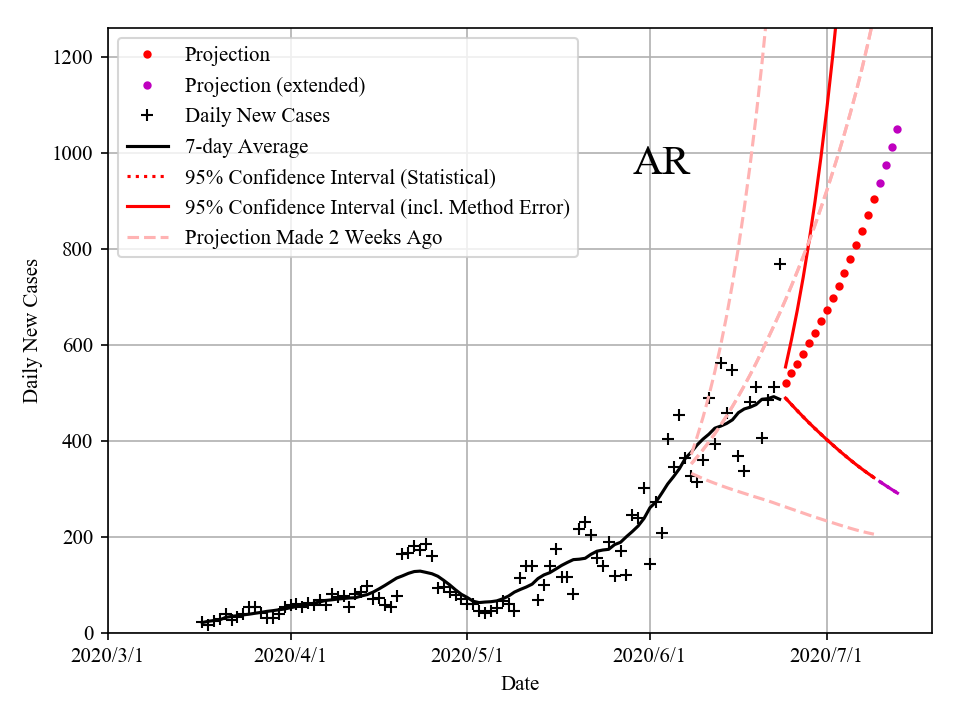 1200
1000
800
600
400
200
0
Daily New Cases
Projection
Projection (extended)
Daily New Cases
7-day Average
95% Confidence Interval (Statistical)
95% Confidence Interval (incl. Method Error)
Projection Made 2 Weeks Ago
AR
2020/3/1
2020/4/1
2020/5/1
2020/6/1
2020/7/1
Date